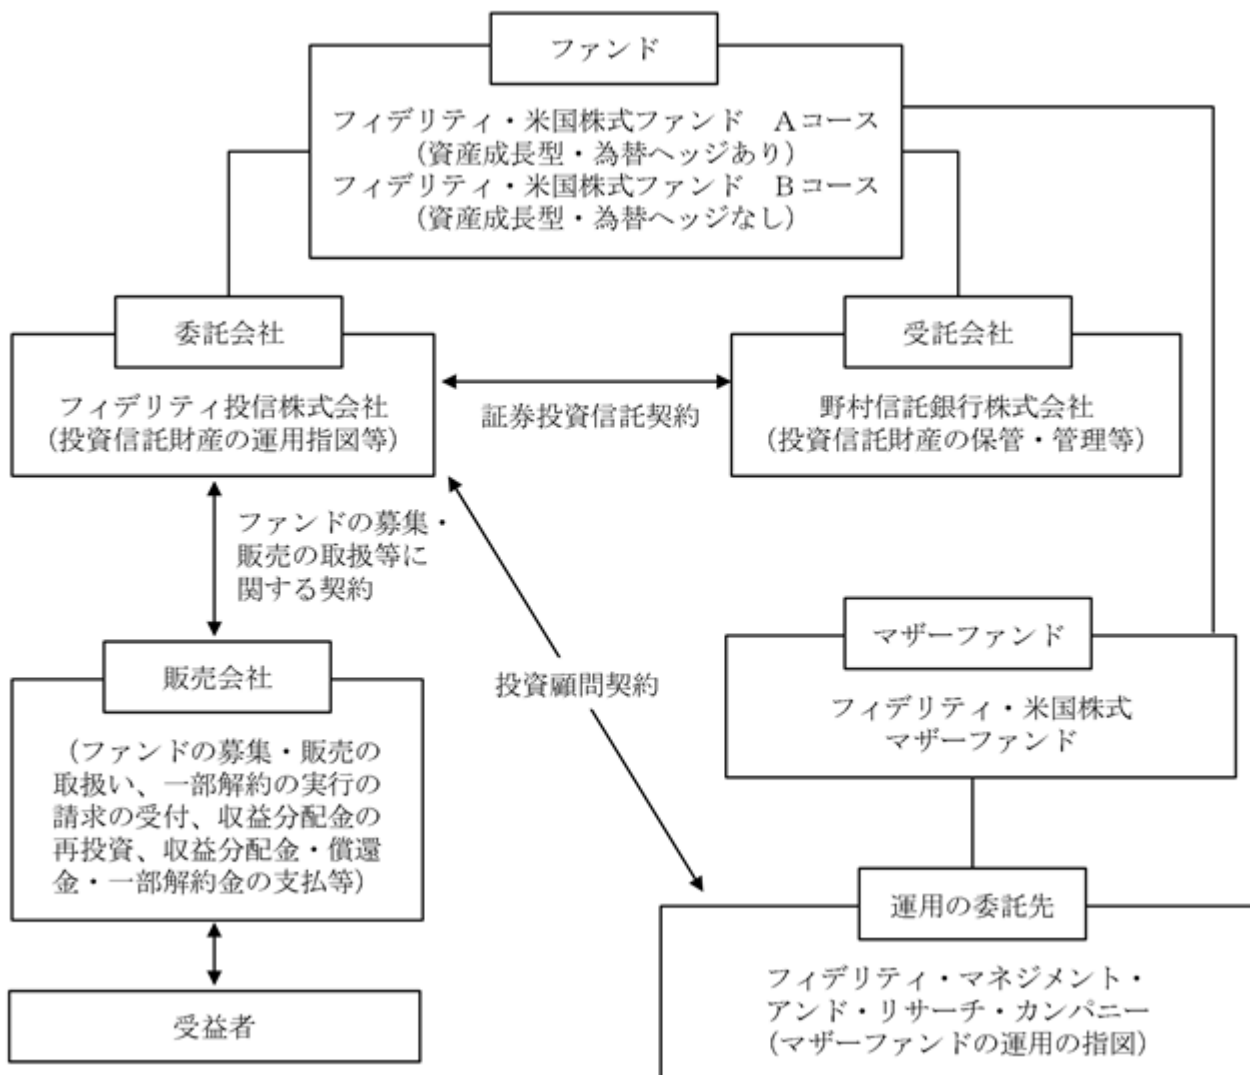 ファンド
フィデリティ・米国株式ファンド Aコース
(資産成長型・為替ヘッジあり)
フィデリティ・米国株式ファンド Bコース
(資産成長型・為替ヘッジなし)
委託会社
フィデリティ投信株式会社
(投資信託財産の運用指図等)
証券投資信託契約
受託会社
野村信託銀行株式会社
(投資信託財産の保管・管理等)
ファンドの募集・
販売の取扱等に
関する契約
投資顧問契約
マザーファンド
フィデリティ・米国株式
マザーファンド
販売会社
(ファンドの募集・販売の
取扱い、一部解約の実行の
請求の受付、収益分配金の
再投資、収益分配金・償還
金・一部解約金の支払等)
運用の委託先
フィデリティ・マネジメント・
アンド・リサーチ・カンパニー
(マザーファンドの運用の指図)
受益者